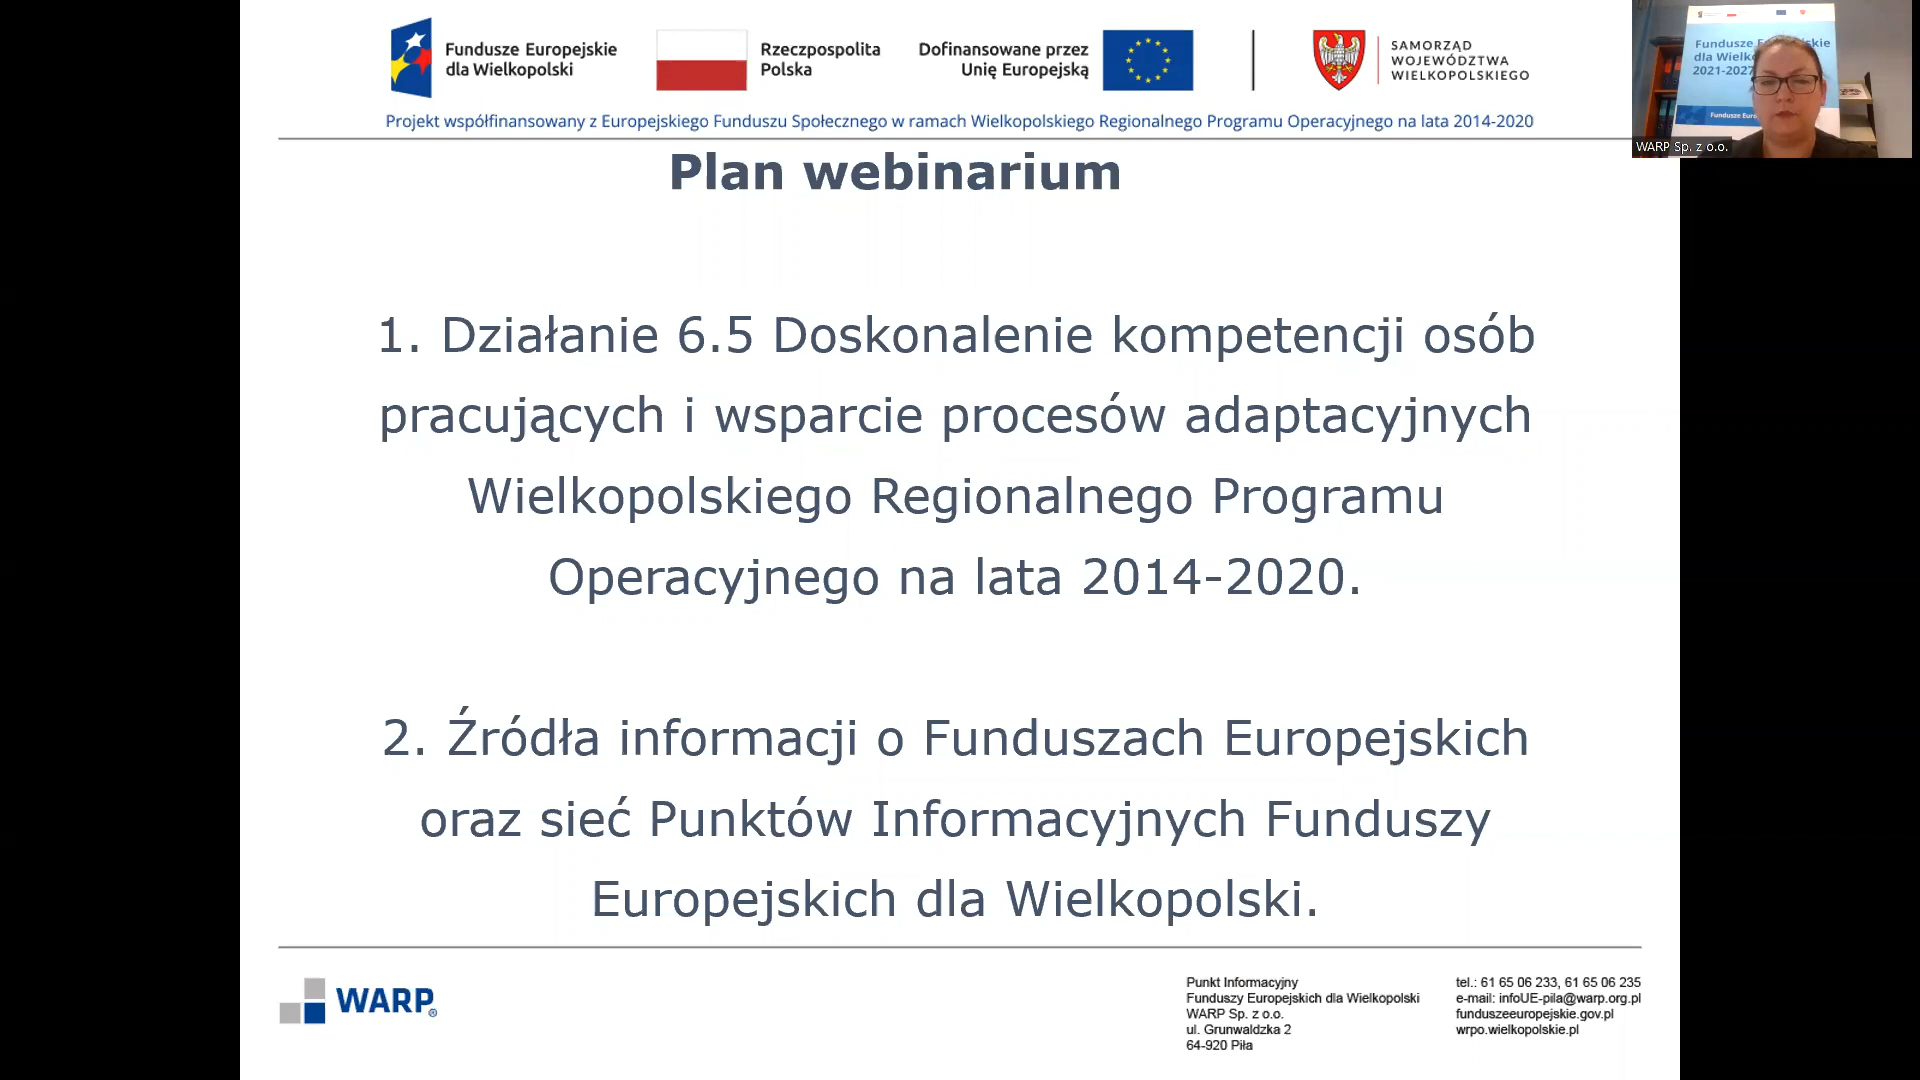 Fundusze Europejskie
dla Wielkopolski
Rzeczpospolita
Polska
Dofinansowane przez
Unię Europejską
SAMORZĄD
WOJEWÓDZTWA
WIELKOPOLSKIEGO
Projekt współfinansowany z Europejskiego Funduszu Społecznego w ramach Wielkopolskiego Regionalnego Programu Operacyjnego na lata 2014-2020
Fundusze
dla
2021-2027
Fundusze
WARP Sp. z o.o.
Plan webinarium
1. Działanie 6.5 Doskonalenie kompetencji osób
pracujących i wsparcie procesów adaptacyjnych
Wielkopolskiego Regionalnego Programu
Operacyjnego na lata 2014-2020.
2. Źródła informacji o Funduszach Europejskich
oraz sieć Punktów Informacyjnych Funduszy
Europejskich dla Wielkopolski.
WARP®
Punkt Informacyjny
Funduszy Europejskich dla Wielkopolski
WARP Sp. z o.o.
ul. Grunwaldzka 2
64-920 Piła
tel.: 61 65 06 233, 61 65 06 235
e-mail: infoUE-pila@warp.org.pl
funduszeeuropejskie.gov.pl
wrpo.wielkopolskie.pl